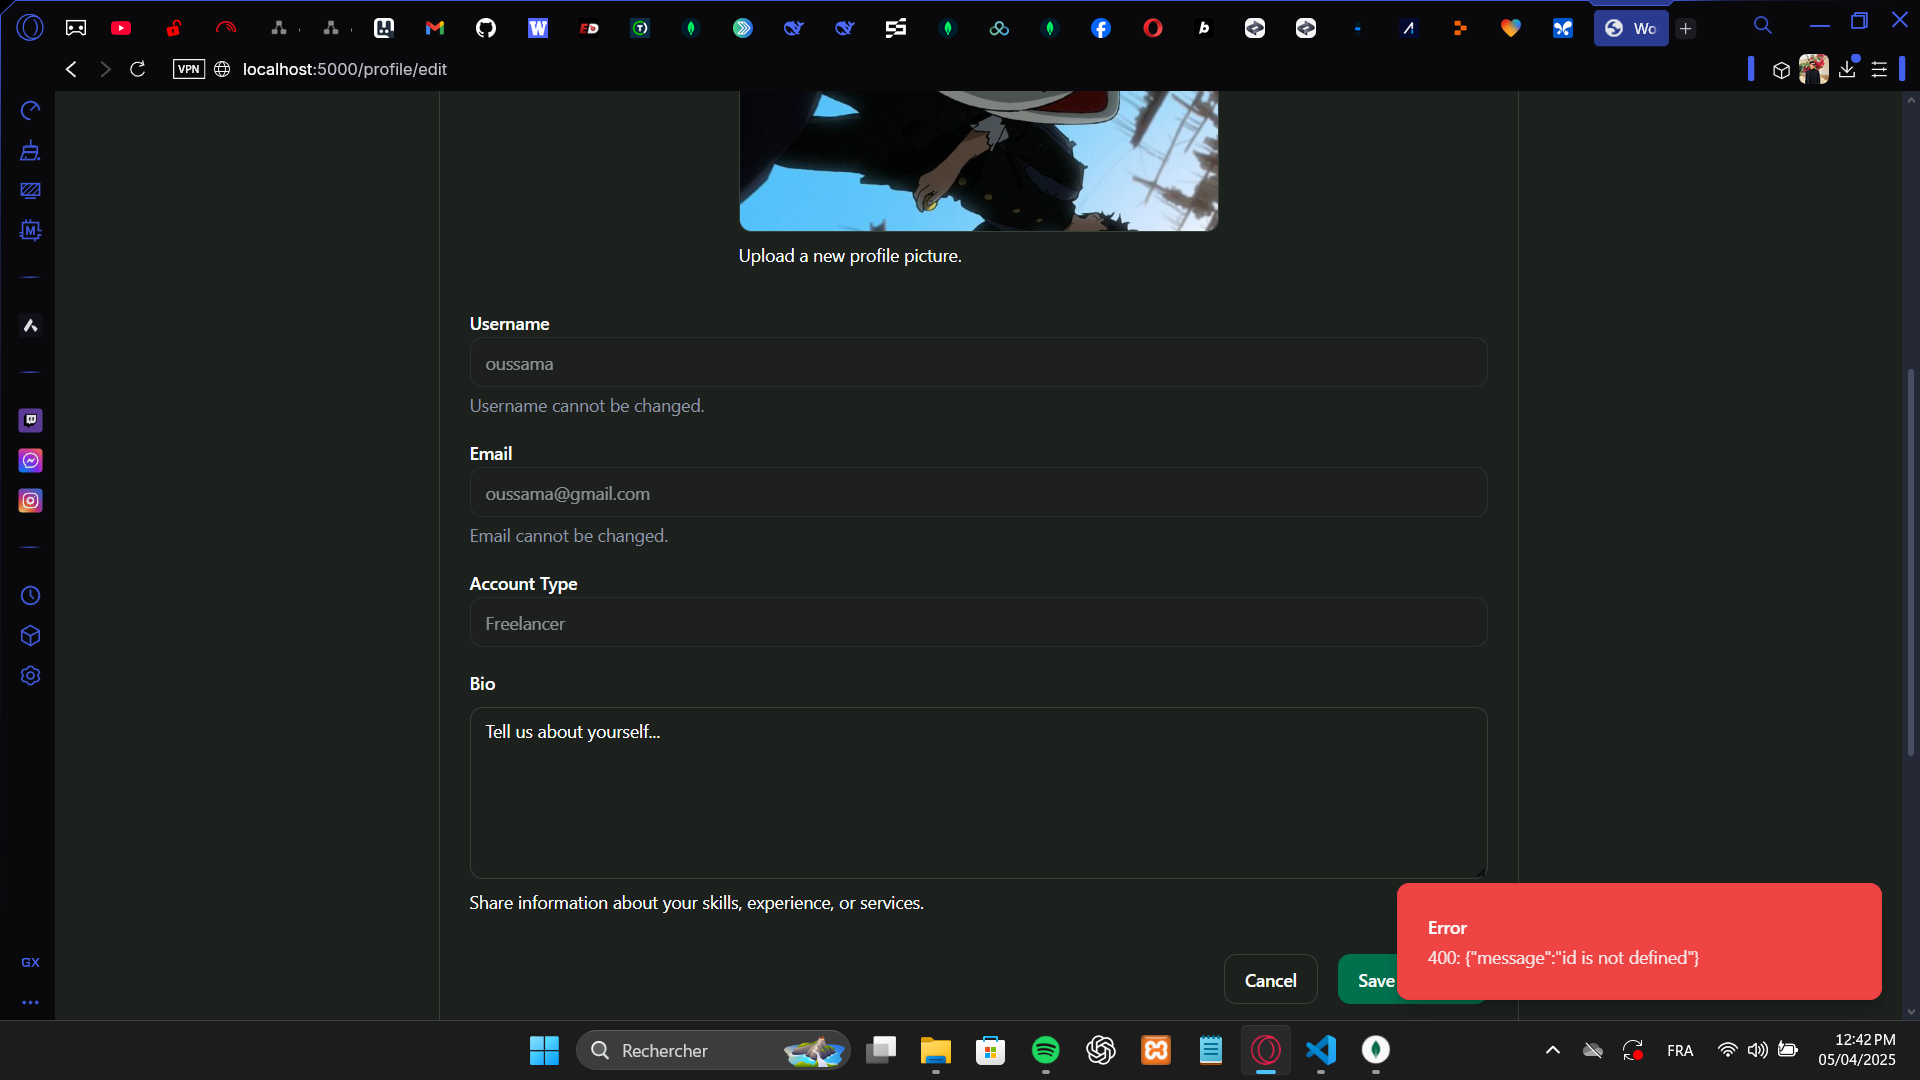 Wo
VPN
localhost:5000/profile/edit
Upload a new profile picture.
Username
oussama
Username cannot be changed.
Email
oussama@gmail.com
Email cannot be changed.
Account Type
Freelancer
Bio
Tell us about yourself...
Share information about your skills, experience, or services.
Cancel
Save
Error
400: {"message":"id is not defined"}
GX
Rechercher
FRA
12:42 PM
05/04/2025